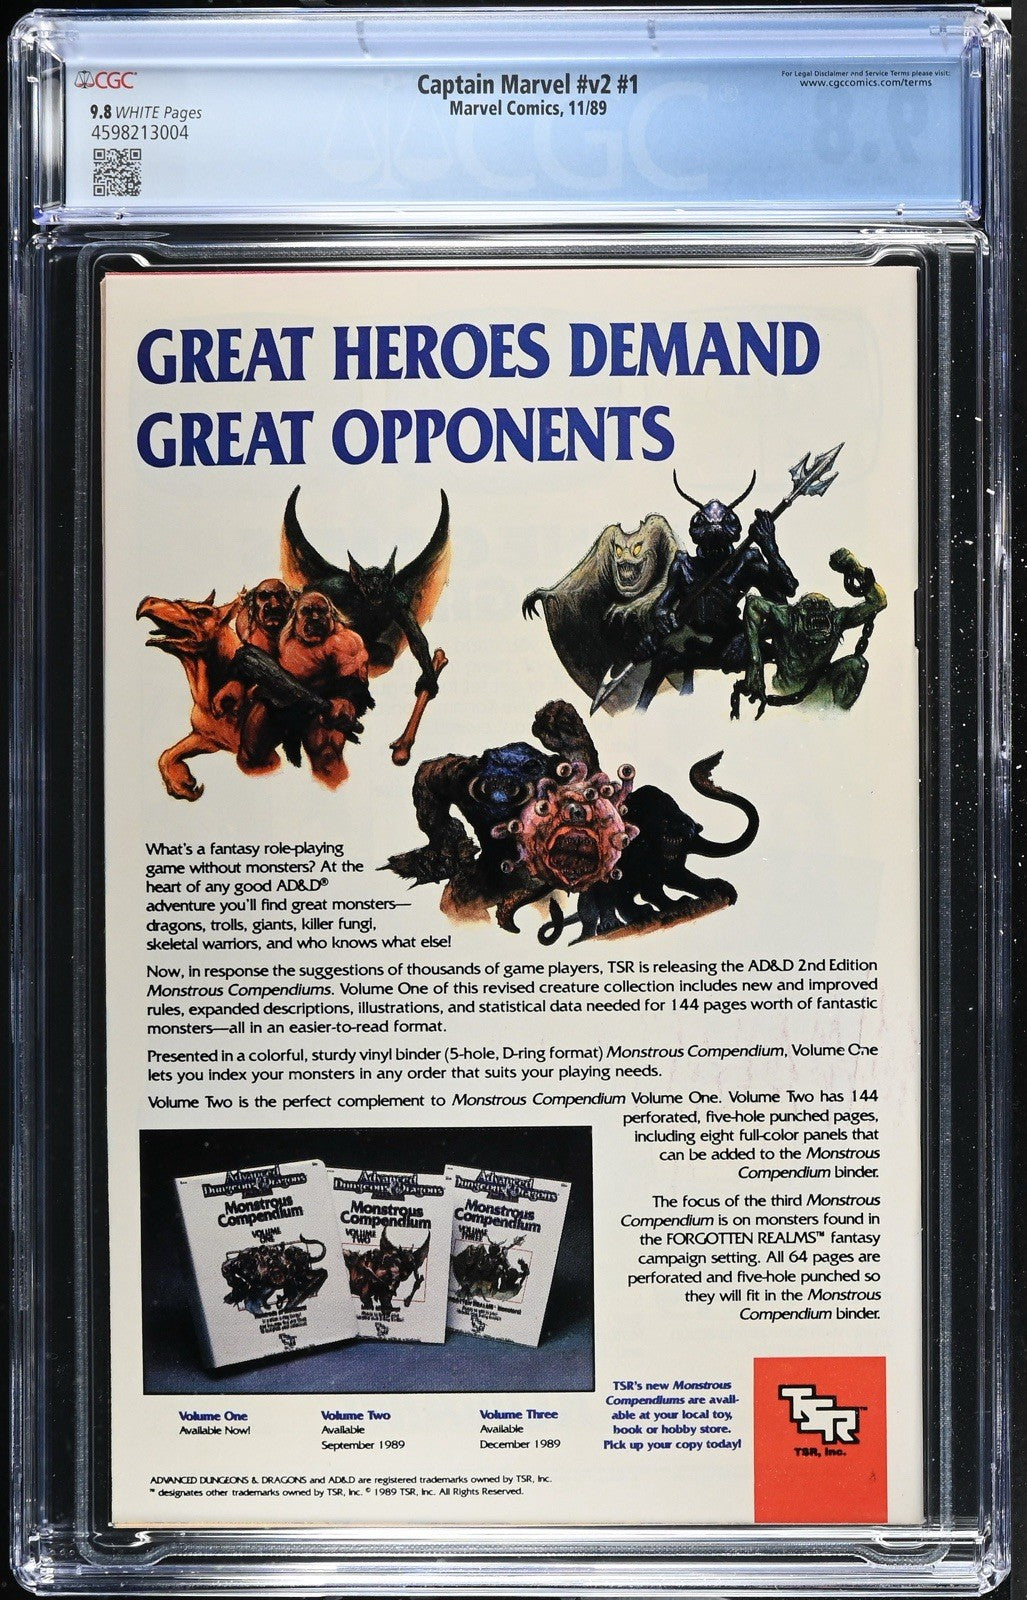 CGC
Captain Marvel #v2 #1
Marvel Comics, 11/89
For Legal Disclaimer and Service Terms please visit:
www.cgccomics.com/terms
9.8 WHITE Pages
4598213004
GREAT HEROES DEMAND
GREAT OPPONENTS
What's a fantasy role-playing
game without monsters? At the
heart of any good AD&D®
adventure you'll find great monsters—
dragons, trolls, giants, killer fungi,
skeletal warriors, and who knows what else!
Now, in response the suggestions of thousands of game players, TSR is releasing the AD&D 2nd Edition
Monstrous Compendiums. Volume One of this revised creature collection includes new and improved
rules, expanded descriptions, illustrations, and statistical data needed for 144 pages worth of fantastic
monsters—all in an easier-to-read format.
Presented in a colorful, sturdy vinyl binder (5-hole, D-ring format) Monstrous Compendium, Volume One
lets you index your monsters in any order that suits your playing needs.
Volume Two is the perfect complement to Monstrous Compendium Volume One. Volume Two has 144
perforated, five-hole punched pages,
including eight full-color panels that
can be added to the Monstrous
Compendium binder.
The focus of the third Monstrous
Compendium is on monsters found in
the FORGOTTEN REALMS™ fantasy
campaign setting. All 64 pages are
perforated and five-hole punched so
they will fit in the Monstrous
Compendium binder.
Advanced
Dungeons & Dragons
Monstrous
Compendium
VOLUME
ONE
Advanced
Dungeons & Dragons
Monstrous
Compendium
VOLUME
TWO
Advanced
Dungeons & Dragons
Monstrous
Compendium
VOLUME
THREE
Volume One
Available Now!
Volume Two
Available
September 1989
Volume Three
Available
December 1989
TSR's new Monstrous
Compendiums are avail-
able at your local toy,
book or hobby store.
Pick up your copy today!
TSR™
TSR, Inc.
ADVANCED DUNGEONS & DRAGONS and AD&D are registered trademarks owned by TSR, Inc.
™ designates other trademarks owned by TSR, Inc. © 1989 TSR, Inc. All Rights Reserved.